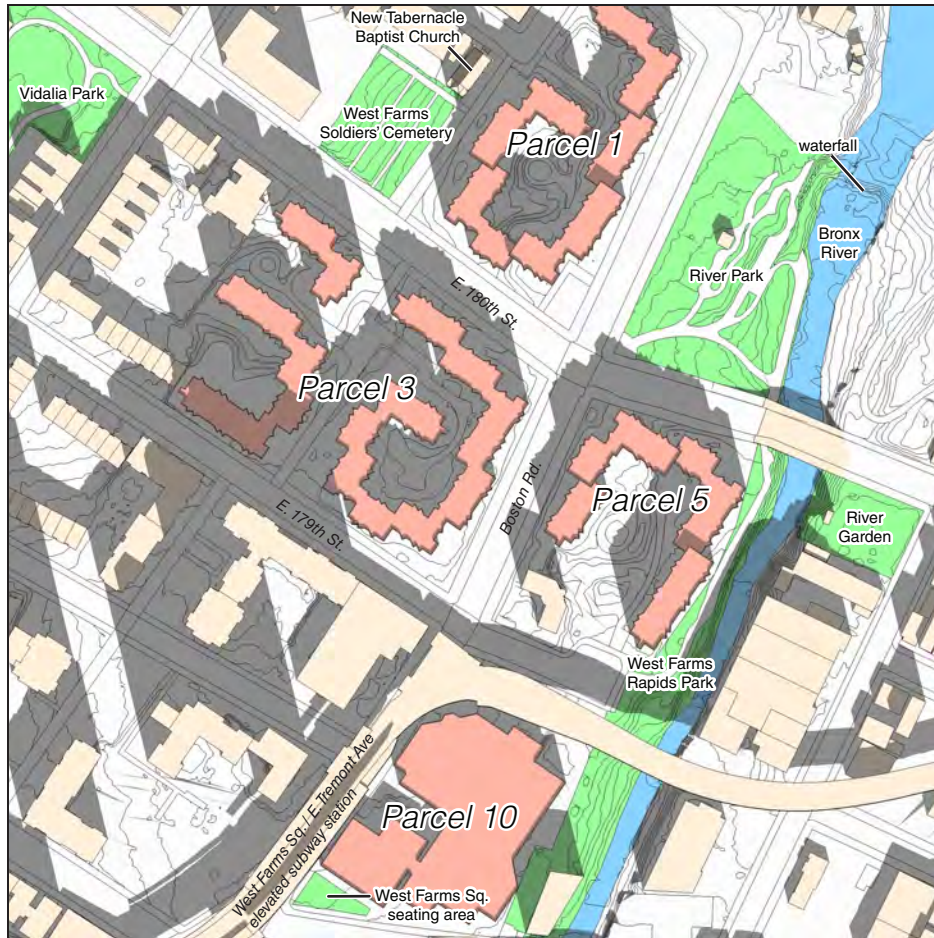 New Tabernacle
Baptist Church
Vidalia Park
West Farms
Soldiers' Cemetery
Parcel 1
waterfall
Bronx
River
River Park
E. 180th St.
Parcel 3
Boston Rd.
Parcel 5
E. 179th St.
River
Garden
West Farms
Rapids Park
West Farms Sq. / E. Tremont Ave
elevated subway station
Parcel 10
West Farms Sq.
seating area